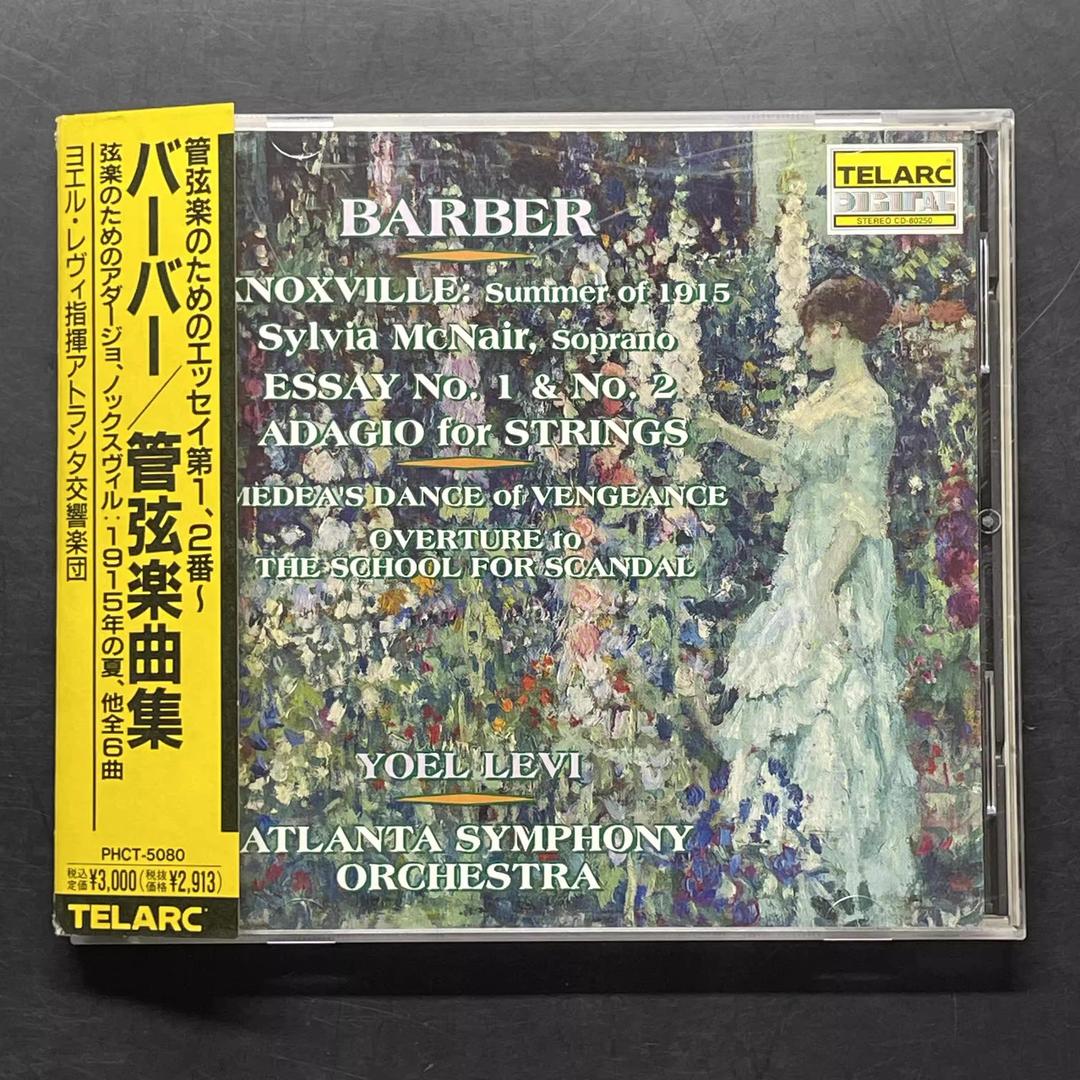 管弦楽のためのエッセイ第1、2番〜
バーバー/管弦楽曲集
弦楽のためのアダージョ、ノックスヴィル:1915年の夏、他全6曲
ヨエル・レヴィ指揮アトランタ交響楽団
PHCT-5080
税込定価¥3,000(税抜価格¥2,913)
TELARC
BARBER
KNOXVILLE: Summer of 1915
Sylvia McNair, Soprano
ESSAY No. 1 & No. 2
ADAGIO for STRINGS
MEDEA'S DANCE of VENGEANCE
OVERTURE to
THE SCHOOL FOR SCANDAL
YOEL LEVI
ATLANTA SYMPHONY
ORCHESTRA
TELARC
DIGITAL
STEREO CD-80250